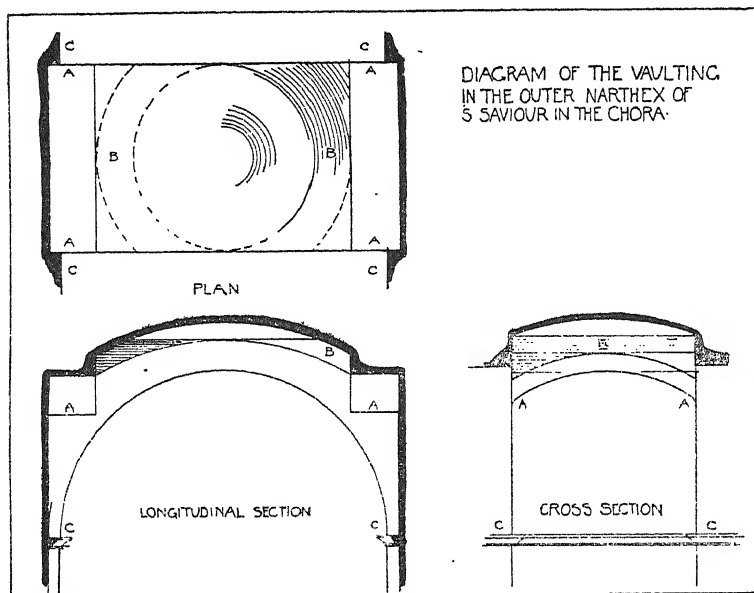 C C
A A
DIAGRAM OF THE VAULTING
IN THE OUTER NARTHEX OF
S SAVIOUR IN THE CHORA.
B B
A A
C C
PLAN
B
B
A A
A A
LONGITUDINAL SECTION
CROSS SECTION
C C
C C